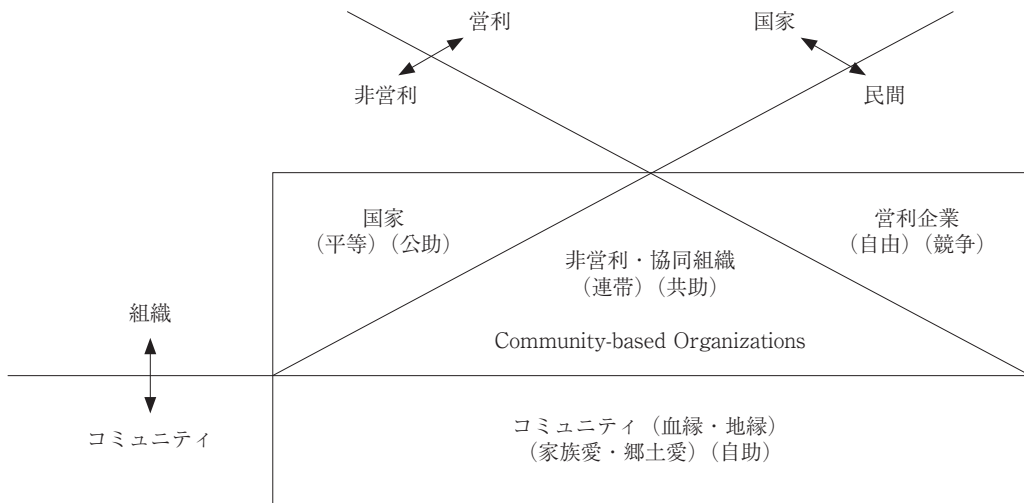 営利
国家
非営利
民間
国家
（平等）（公助）
営利企業
（自由）（競争）
非営利・協同組織
（連帯）（共助）
組織
Community-based Organizations
コミュニティ
コミュニティ（血縁・地縁）
（家族愛・郷土愛）（自助）